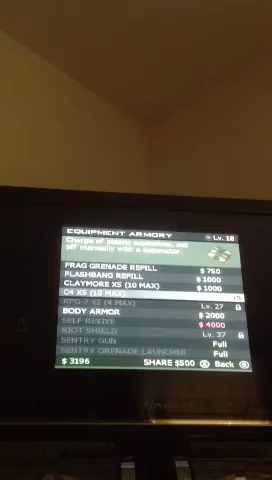 EQUIPMENT ARMORY Lv. 18
Charge of plastic explosives, set
off manually with a detonator.
FRAG GRENADE REFILL $ 750
FLASHBANG REFILL $ 1000
CLAYMORE X5 (10 MAX) $ 1000
C4 X5 (10 MAX)
RPG-7 X2 (4 MAX) Lv. 27
BODY ARMOR $ 2000
SELF REVIVE $ 4000
RIOT SHIELD Lv. 37
SENTRY GUN Full
SENTRY GRENADE LAUNCHER Full
$ 3196 SHARE $500 Back
SONY